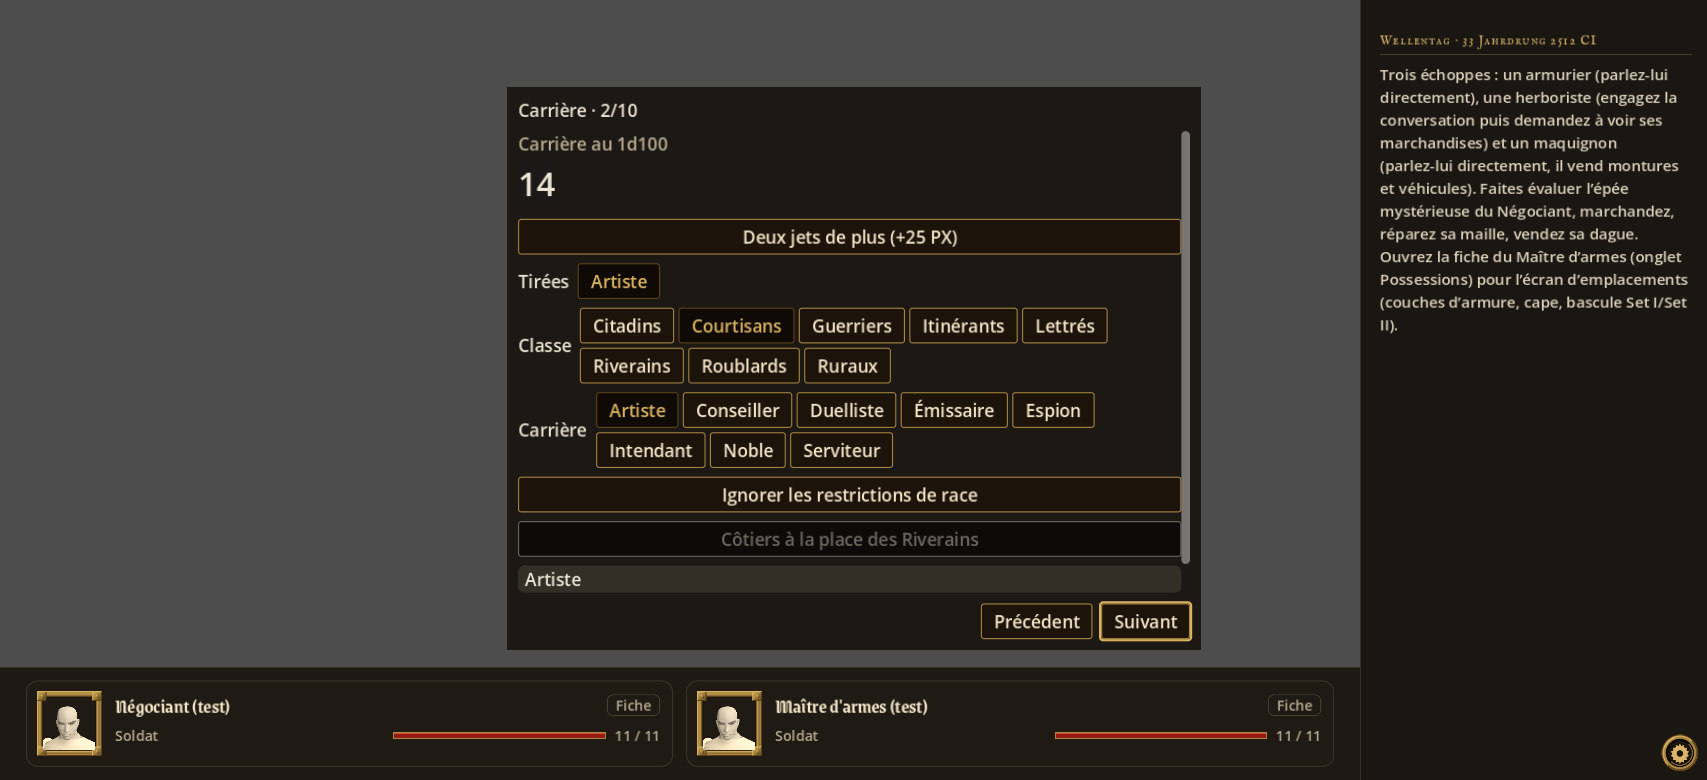 Carrière · 2/10
Carrière au 1d100
14
Deux jets de plus (+25 PX)
Tirées Artiste
Classe
Citadins Courtisans Guerriers Itinérants Lettrés
Riverains Roublards Ruraux
Carrière
Artiste Conseiller Duelliste Émissaire Espion
Intendant Noble Serviteur
Ignorer les restrictions de race
Côtiers à la place des Riverains
Artiste
Précédent Suivant
Négociant (test) Fiche
Soldat 11 / 11
Maître d'armes (test) Fiche
Soldat 11 / 11
Wellentag · 33 Jahrdrung 2512 CI
Trois échoppes : un armurier (parlez-lui
directement), une herboriste (engagez la
conversation puis demandez à voir ses
marchandises) et un maquignon
(parlez-lui directement, il vend montures
et véhicules). Faites évaluer l’épée
mystérieuse du Négociant, marchandez,
réparez sa maille, vendez sa dague.
Ouvrez la fiche du Maître d’armes (onglet
Possessions) pour l’écran d’emplacements
(couches d’armure, cape, bascule Set I/Set
II).